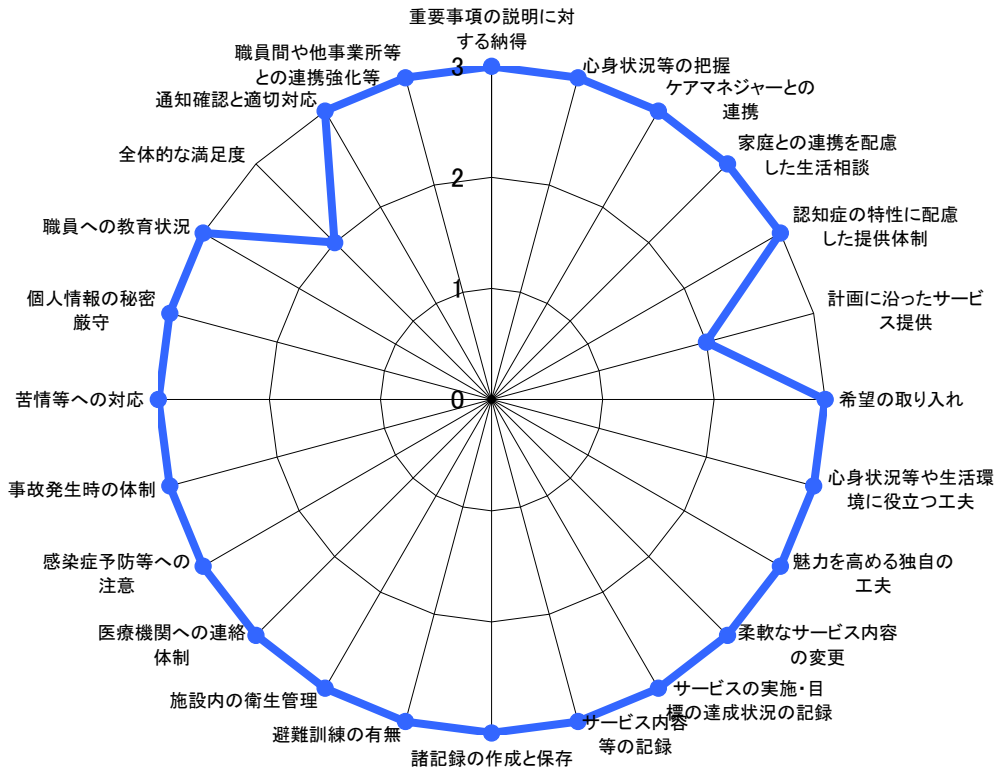 重要事項の説明に対
する納得
心身状況等の把握
ケアマネジャーとの
連携
家庭との連携を配慮
した生活相談
認知症の特性に配慮
した提供体制
計画に沿ったサービ
ス提供
希望の取り入れ
心身状況等や生活環
境に役立つ工夫
魅力を高める独自の
工夫
柔軟なサービス内容
の変更
サービスの実施・目
標の達成状況の記録
サービス内容
等の記録
諸記録の作成と保存
避難訓練の有無
施設内の衛生管理
医療機関への連絡
体制
感染症予防等への
注意
事故発生時の体制
苦情等への対応
個人情報の秘密
厳守
職員への教育状況
全体的な満足度
通知確認と適切対応
職員間や他事業所等
との連携強化等
3
2
1
0